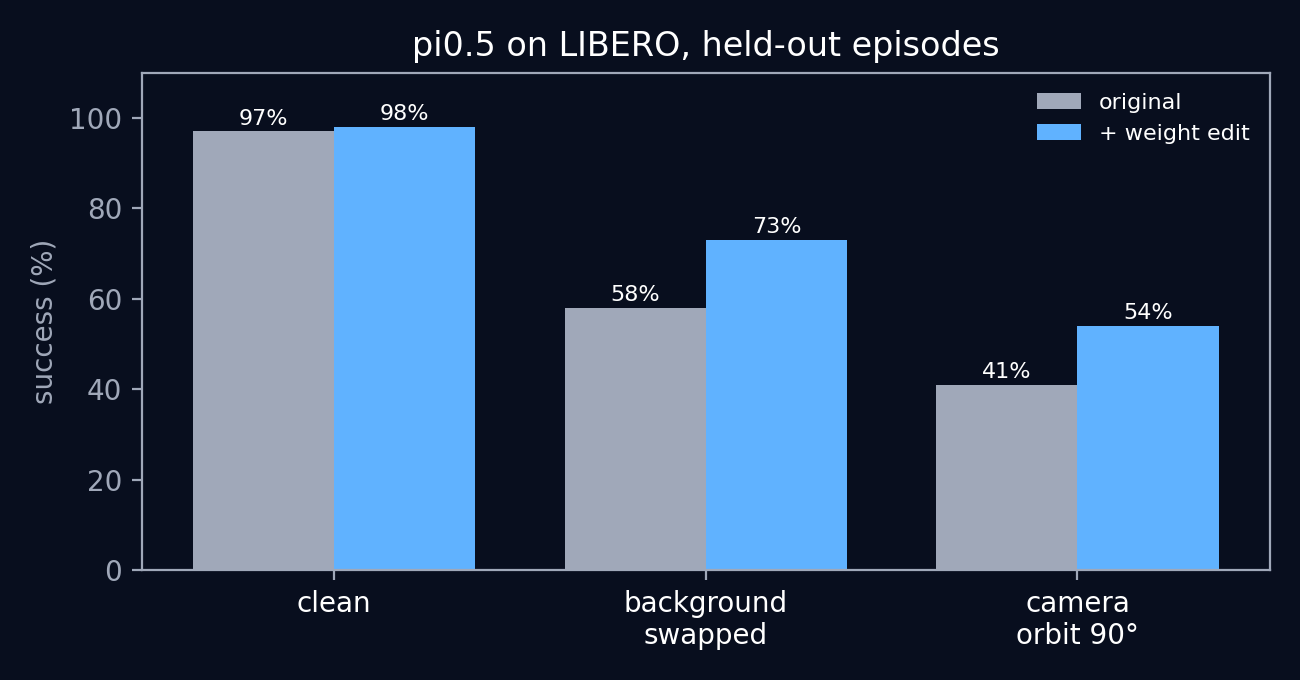 pi0.5 on LIBERO, held-out episodes
original
+ weight edit
success (%)
100
80
60
40
20
0
97%
98%
58%
73%
41%
54%
clean
background
swapped
camera
orbit 90°